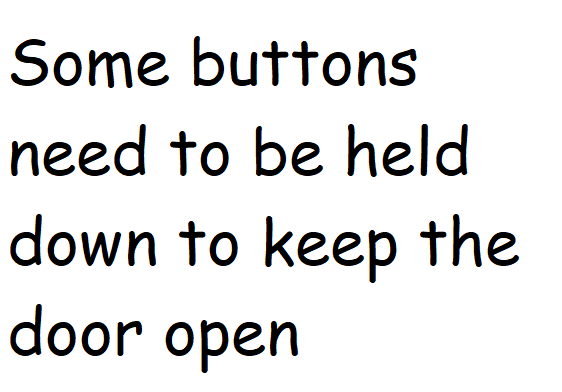 Some buttons
need to be held
down to keep the
door open